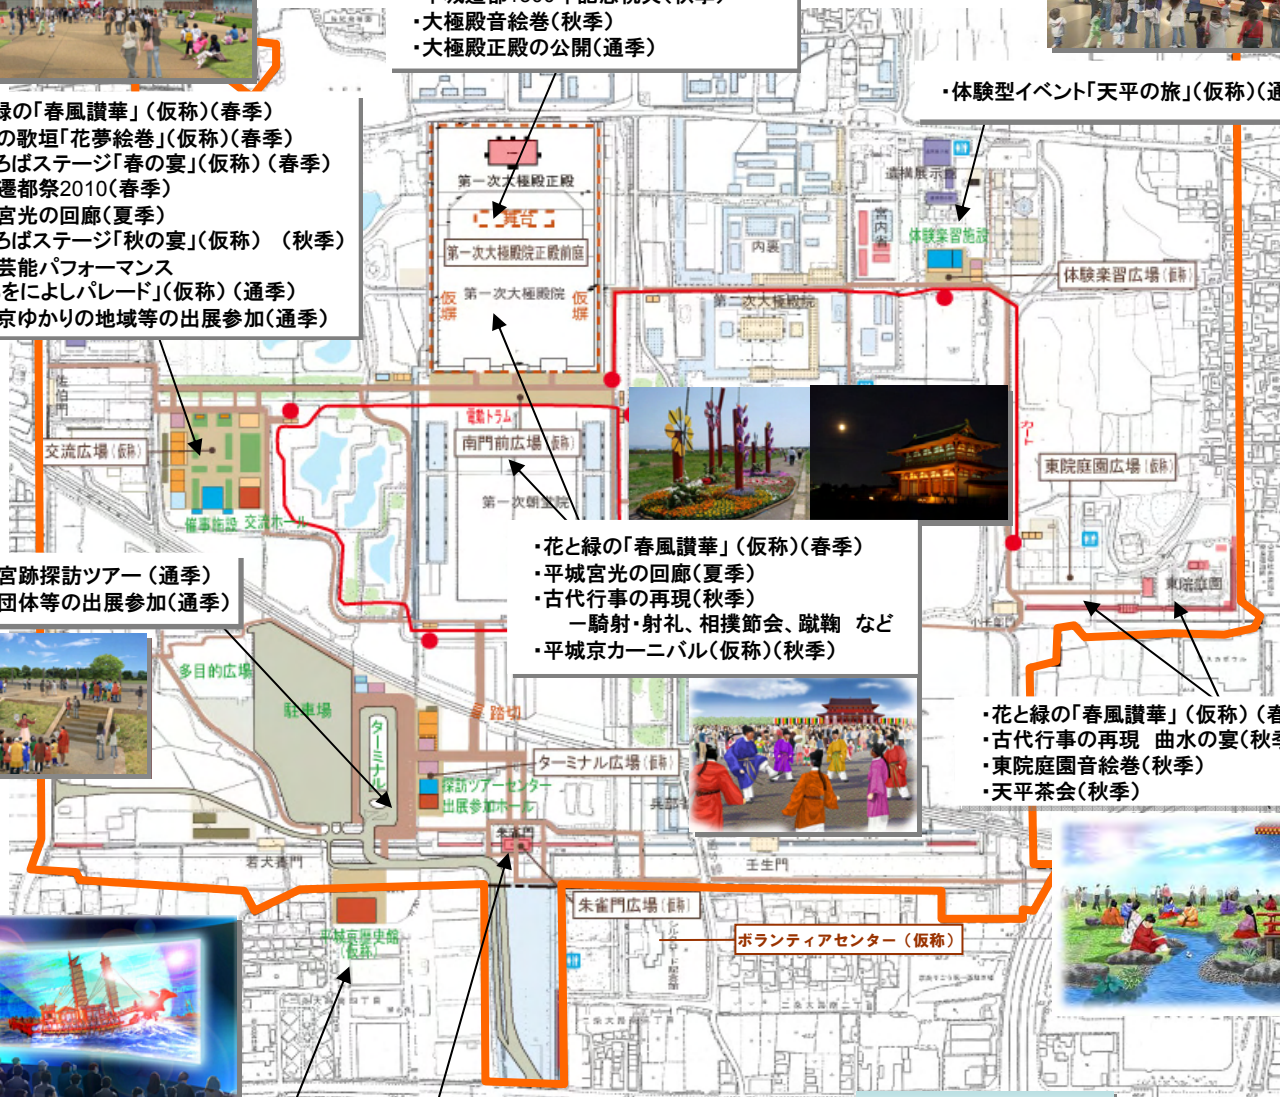 ・大極殿音絵巻(秋季)
・大極殿正殿の公開(通季)
・体験型イベント「天平の旅」(仮称)(通
緑の「春風讃華」(仮称)(春季)
の歌垣「花夢絵巻」(仮称)(春季)
ろばステージ「春の宴」(仮称)(春季)
遷都祭2010(春季)
宮光の回廊(夏季)
ろばステージ「秋の宴」(仮称) (秋季)
芸能パフォーマンス
をによしパレード」(仮称)(通季)
京ゆかりの地域等の出展参加(通季)
第一次大極殿正殿
舞台
第一次大極殿院正殿前庭
第一次大極殿院
仮塀
仮塀
内裏
宮内省
遺構展示館
体験楽習施設
体験楽習広場(仮称)
第二次大極殿院
佐伯門
電動トラム
南門前広場(仮称)
第一次朝堂院
交流広場(仮称)
催事施設
交流ホール
カート
東院庭園広場(仮称)
東院庭園
・花と緑の「春風讃華」(仮称)(春季)
・平城宮光の回廊(夏季)
・古代行事の再現(秋季)
－騎射・射礼、相撲節会、蹴鞠 など
・平城京カーニバル(仮称)(秋季)
宮跡探訪ツアー(通季)
団体等の出展参加(通季)
多目的広場
駐車場
ターミナル
踏切
ターミナル広場(仮称)
探訪ツアーセンター
出展参加ホール
・花と緑の「春風讃華」(仮称)(春
・古代行事の再現 曲水の宴(秋季
・東院庭園音絵巻(秋季)
・天平茶会(秋季)
朱雀門
若犬養門
壬生門
朱雀門広場(仮称)
ボランティアセンター(仮称)
平城京歴史館
(仮称)